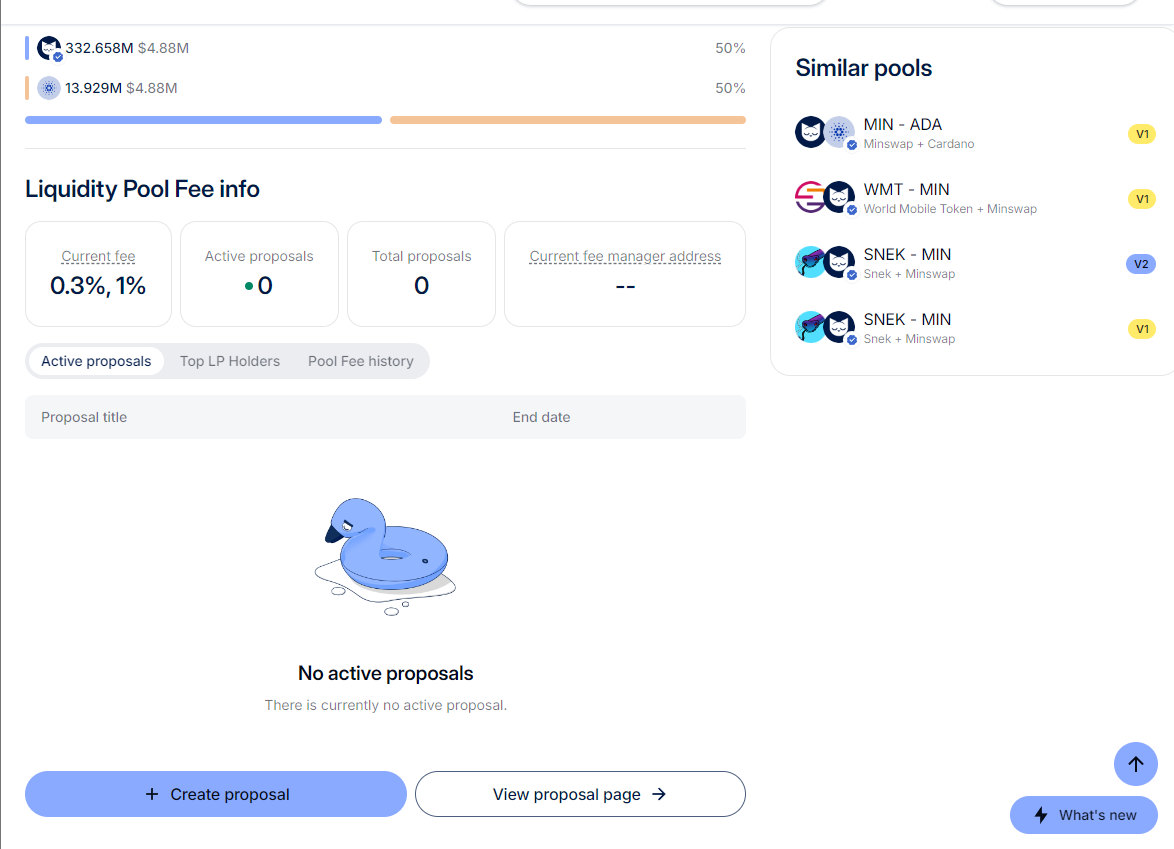 332.658M $4.88M 50%
13.929M $4.88M 50%
Liquidity Pool Fee info
Current fee
0.3%, 1%
Active proposals
0
Total proposals
0
Current fee manager address
--
Active proposals Top LP Holders Pool Fee history
Proposal title End date
No active proposals
There is currently no active proposal.
+ Create proposal
View proposal page →
Similar pools
MIN - ADA
Minswap + Cardano
V1
WMT - MIN
World Mobile Token + Minswap
V1
SNEK - MIN
Snek + Minswap
V2
SNEK - MIN
Snek + Minswap
V1
What's new